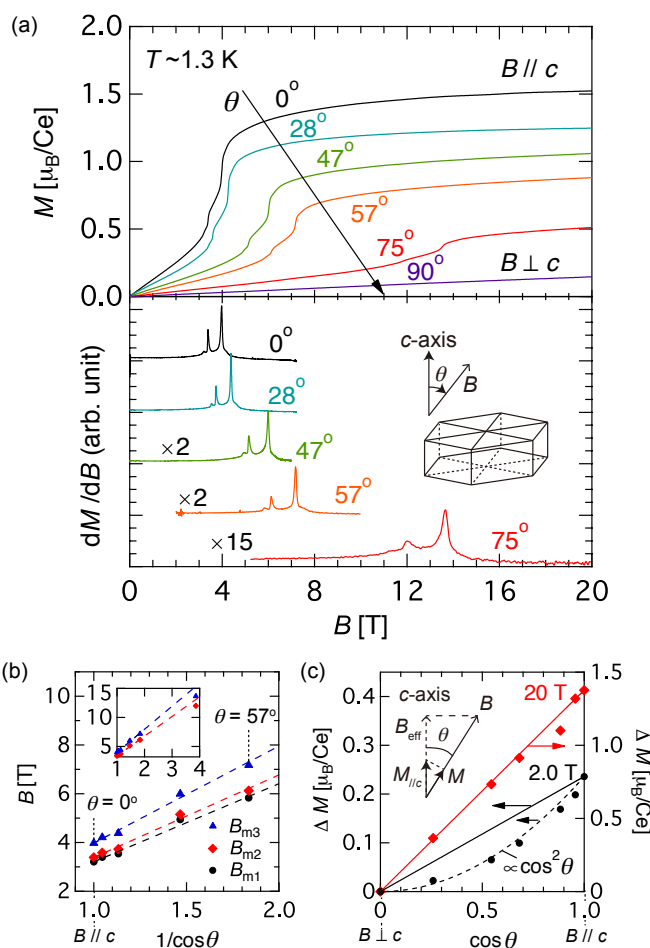 (a)
2.0
1.5
1.0
0.5
0.0
M [μB/Ce]
T ~1.3 K
B // c
θ
0°
28°
47°
57°
75°
90°
B ⊥ c
dM/dB (arb. unit)
0°
28°
×2
47°
×2
57°
×15
75°
c-axis
θ
B
0 4 8 12 16 20
B [T]
(b)
10
8
6
4
2
B [T]
15
10
5
1 2 3 4
θ = 57°
θ = 0°
Bm3
Bm2
Bm1
1.0 1.5 2.0
B // c
1/cosθ
(c)
0.4
0.3
0.2
0.1
0
Δ M [μB/Ce]
c-axis
B
Beff
θ
M//c
M
20 T
2.0 T
∝cos²θ
1.5
1.0
0.5
0
Δ M [μB/Ce]
0 0.5 1.0
B⊥c
cosθ
B // c